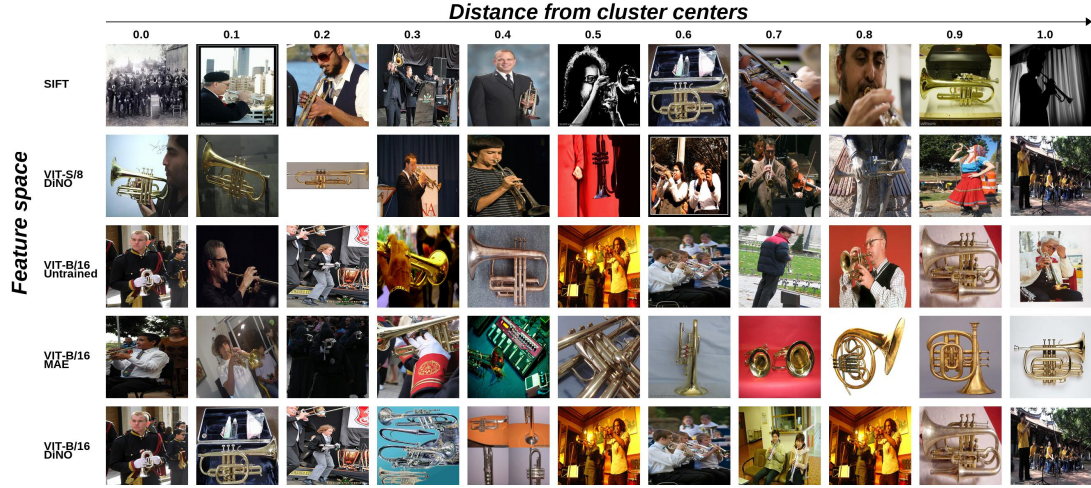 Distance from cluster centers
0.0 0.1 0.2 0.3 0.4 0.5 0.6 0.7 0.8 0.9 1.0
Feature space
SIFT
VIT-S/8
DiNO
NA
VIT-B/16
Untrained
VIT-B/16
MAE
VIT-B/16
DINO